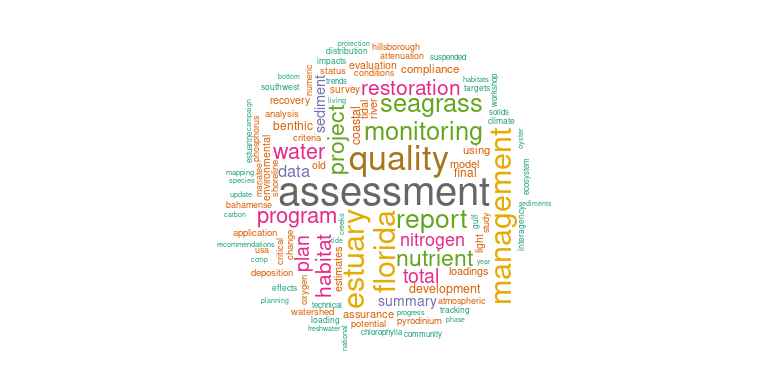 protection
distribution
hillsborough
attenuation
suspended
impacts
evaluation
status
conditions
compliance
bottom
numeric
trends
habitats
southwest
survey
restoration
targets
workshop
living
recovery
sediment
seagrass
river
tidal
coastal
analysis
solids
campaign
estuarine
phosphorus
benthic
project
monitoring
climate
criteria
oyster
environmental
water
quality
using
mapping
manatee
shoreline
old
data
model
final
ecosystem
species
update
assessment
management
bahamense
carbon
program
report
sediments
interagency
creeks
estuary
florida
gulf
study
application
change
plan
habitat
nitrogen
light
recommendations
usa
critical
estimates
nutrient
comp
year
deposition
total
loadings
effects
oxygen
development
planning
technical
summary
atmospheric
watershed
assurance
progress
tracking
loading
potential
pyrodinium
phase
freshwater
national
chlorophylla
community